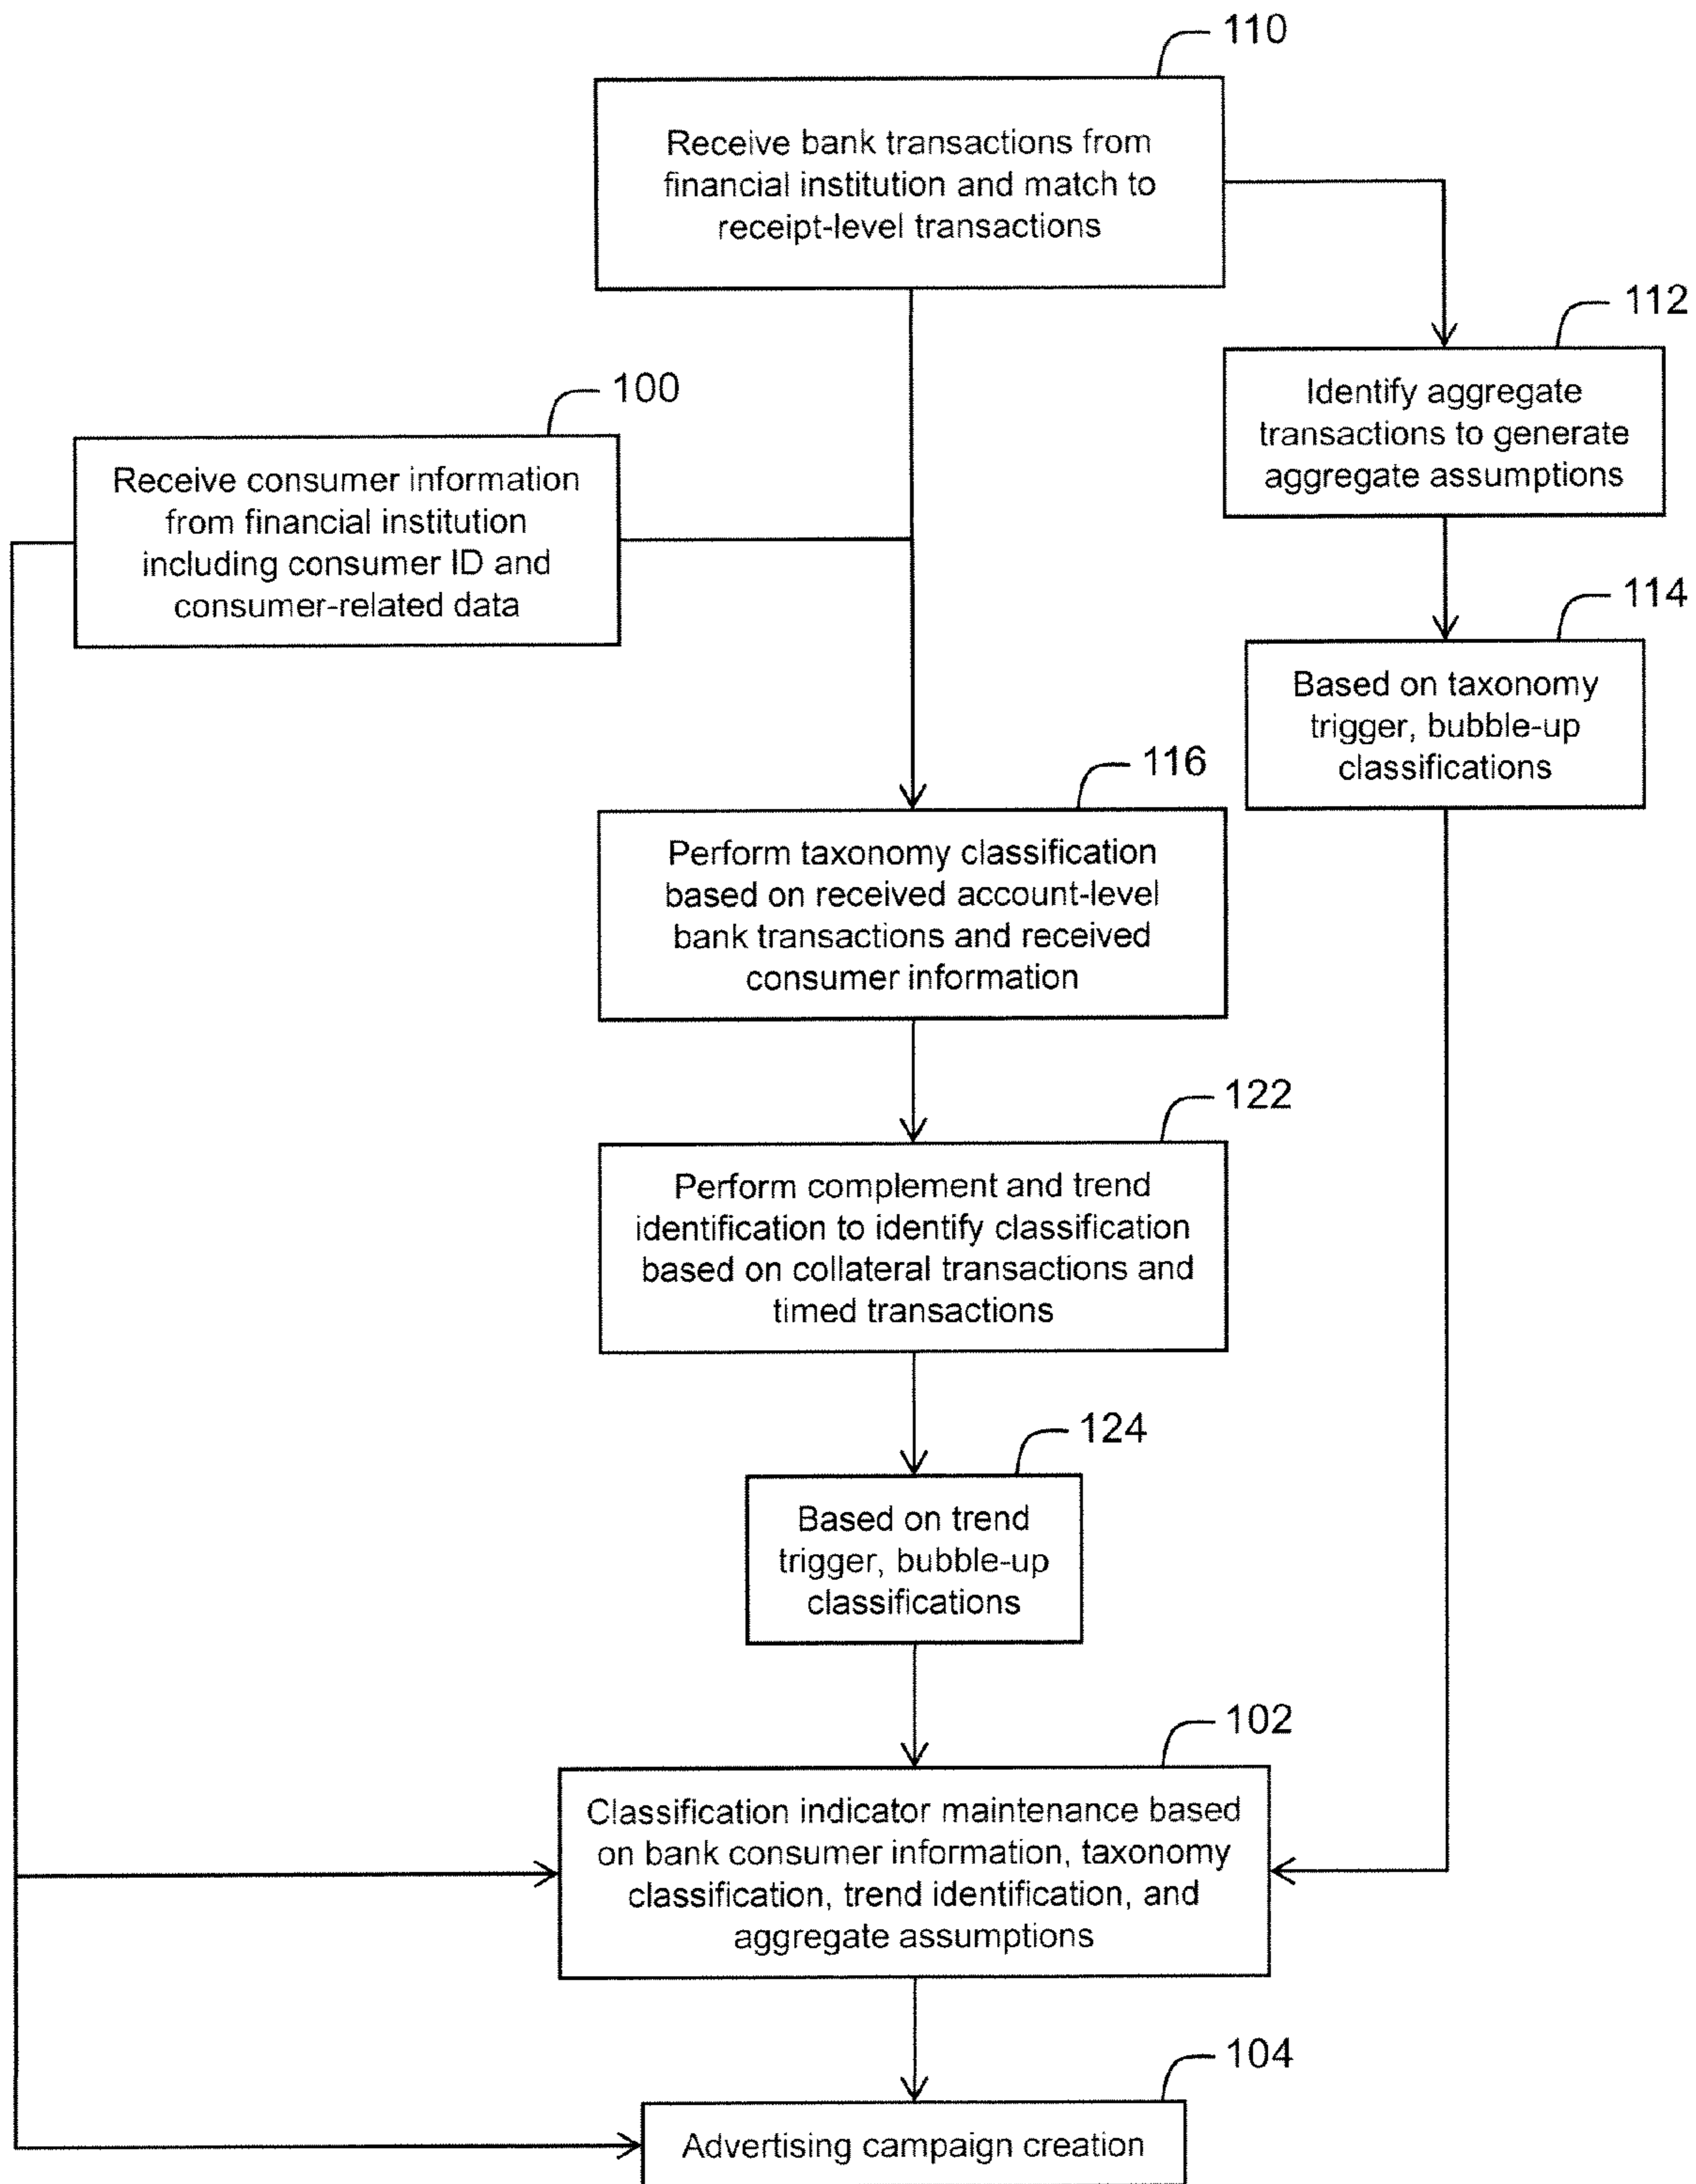 110
Receive bank transactions from
financial institution and match to
receipt-level transactions
112
Identify aggregate
transactions to generate
aggregate assumptions
100
Receive consumer information
from financial institution
including consumer ID and
consumer-related data
114
Based on taxonomy
trigger, bubble-up
classifications
116
Perform taxonomy classification
based on received account-level
bank transactions and received
consumer information
122
Perform complement and trend
identification to identify classification
based on collateral transactions and
timed transactions
124
Based on trend
trigger, bubble-up
classifications
102
Classification indicator maintenance based
on bank consumer information, taxonomy
classification, trend identification, and
aggregate assumptions
104
Advertising campaign creation